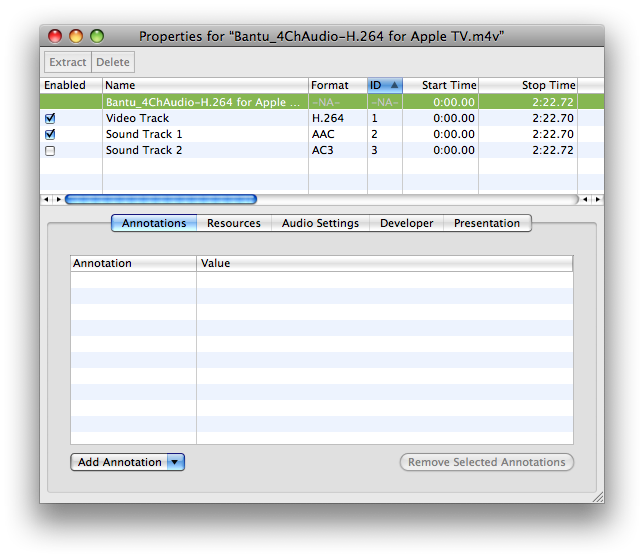 Properties for “Bantu_4ChAudio-H.264 for Apple TV.m4v”
Extract Delete
Enabled Name Format ID Start Time Stop Time
Bantu_4ChAudio-H.264 for Apple ... -NA- -NA- 0:00.00 2:22.72
Video Track H.264 1 0:00.00 2:22.70
Sound Track 1 AAC 2 0:00.00 2:22.70
Sound Track 2 AC3 3 0:00.00 2:22.72
Annotations Resources Audio Settings Developer Presentation
Annotation Value
Add Annotation Remove Selected Annotations